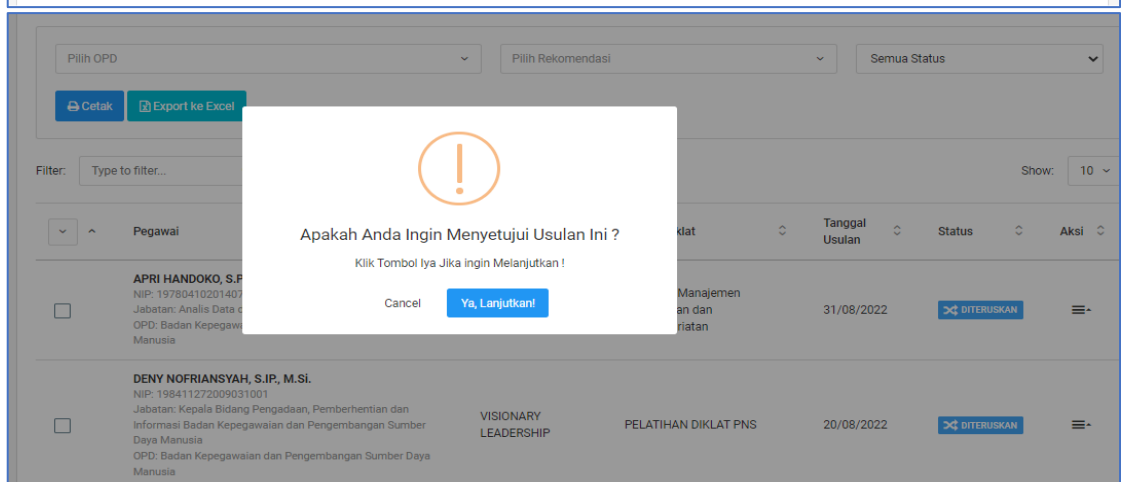 Pilih OPD
Pilih Rekomendasi
Semua Status
Cetak
Export ke Excel
Filter:
Type to filter...
Show:
10
Apakah Anda Ingin Menyetujui Usulan Ini ?
Klik Tombol Iya Jika ingin Melanjutkan !
Cancel
Ya, Lanjutkan!
Pegawai
Tanggal
Usulan
Status
Aksi
APRI HANDOKO, S.P
NIP: 19780410201407
Jabatan: Analis Data
OPD: Badan Kepegawa
Manusia
Manajemen
an dan
riatan
31/08/2022
DITERUSKAN
DENY NOFRIANSYAH, S.IP., M.Si.
NIP: 198411272009031001
Jabatan: Kepala Bidang Pengadaan, Pemberhentian dan
Informasi Badan Kepegawaian dan Pengembangan Sumber
Daya Manusia
OPD: Badan Kepegawaian dan Pengembangan Sumber Daya
Manusia
VISIONARY
LEADERSHIP
PELATIHAN DIKLAT PNS
20/08/2022
DITERUSKAN